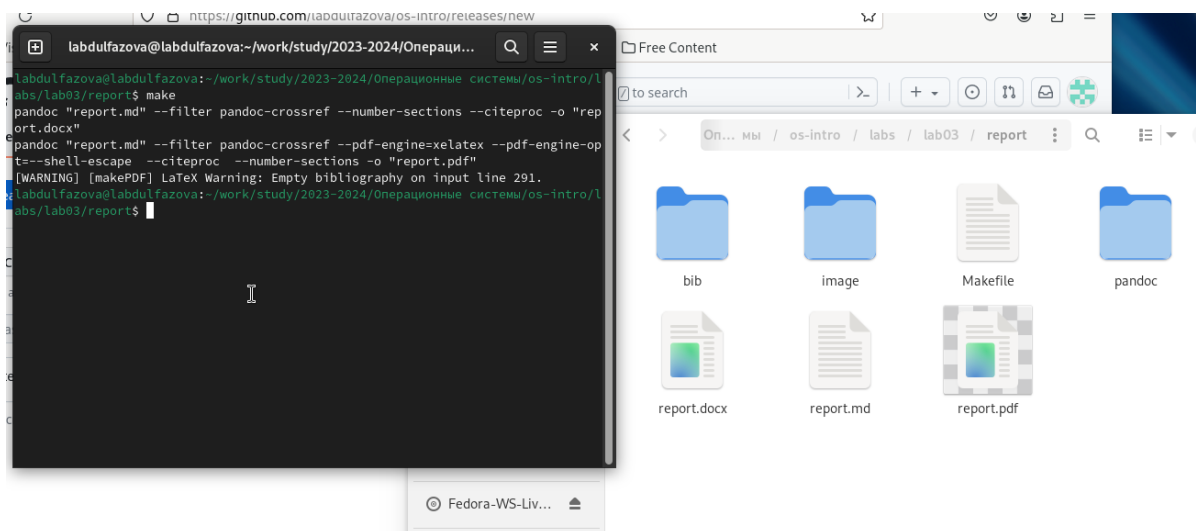 https://github.com/labdulfazova/os-intro/releases/new
labdulfazova@labdulfazova:~/work/study/2023-2024/Операци...
Free Content
labdulfazova@labdulfazova:~/work/study/2023-2024/Операционные системы/os-intro/l
abs/lab03/report$ make
pandoc "report.md" --filter pandoc-crossref --number-sections --citeproc -o "rep
ort.docx"
pandoc "report.md" --filter pandoc-crossref --pdf-engine=xelatex --pdf-engine-op
t=--shell-escape  --citeproc  --number-sections -o "report.pdf"
[WARNING] [makePDF] LaTeX Warning: Empty bibliography on input line 291.
labdulfazova@labdulfazova:~/work/study/2023-2024/Операционные системы/os-intro/l
abs/lab03/report$
/ to search
Оп... мы / os-intro / labs / lab03 / report
bib
image
Makefile
pandoc
report.docx
report.md
report.pdf
Fedora-WS-Liv...